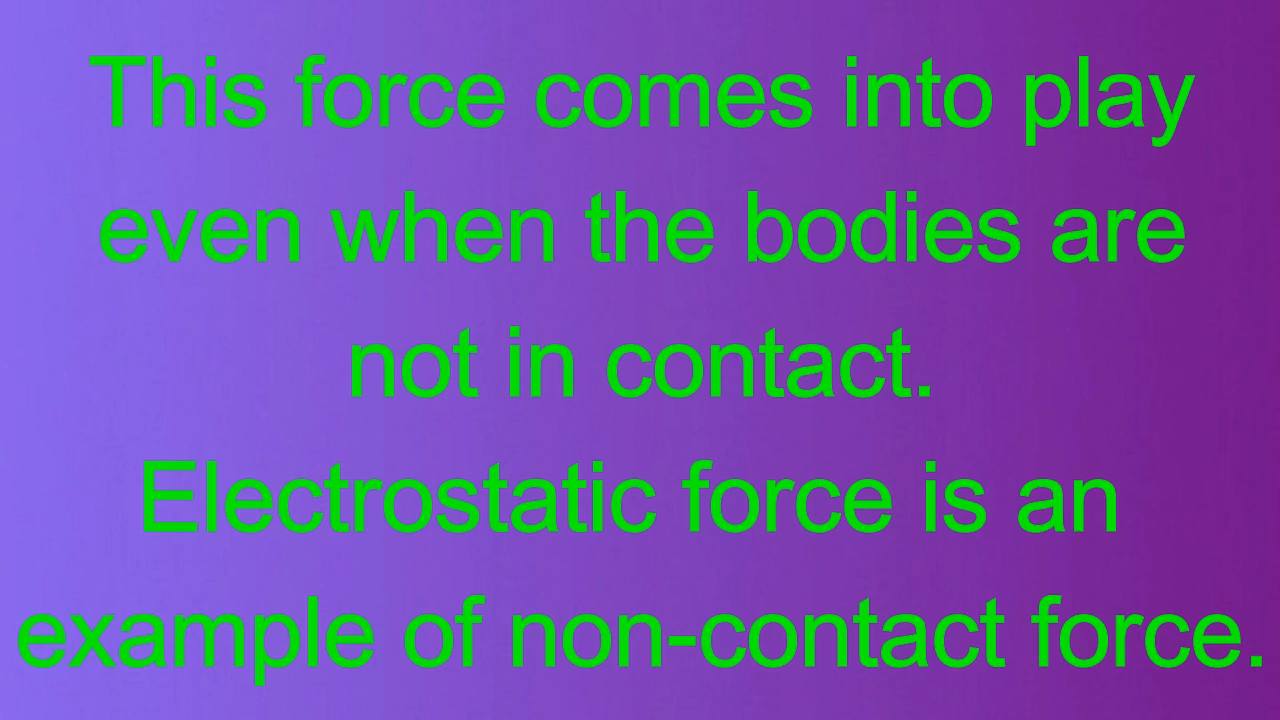 This force comes into play
even when the bodies are
not in contact.
Electrostatic force is an
example of non-contact force.